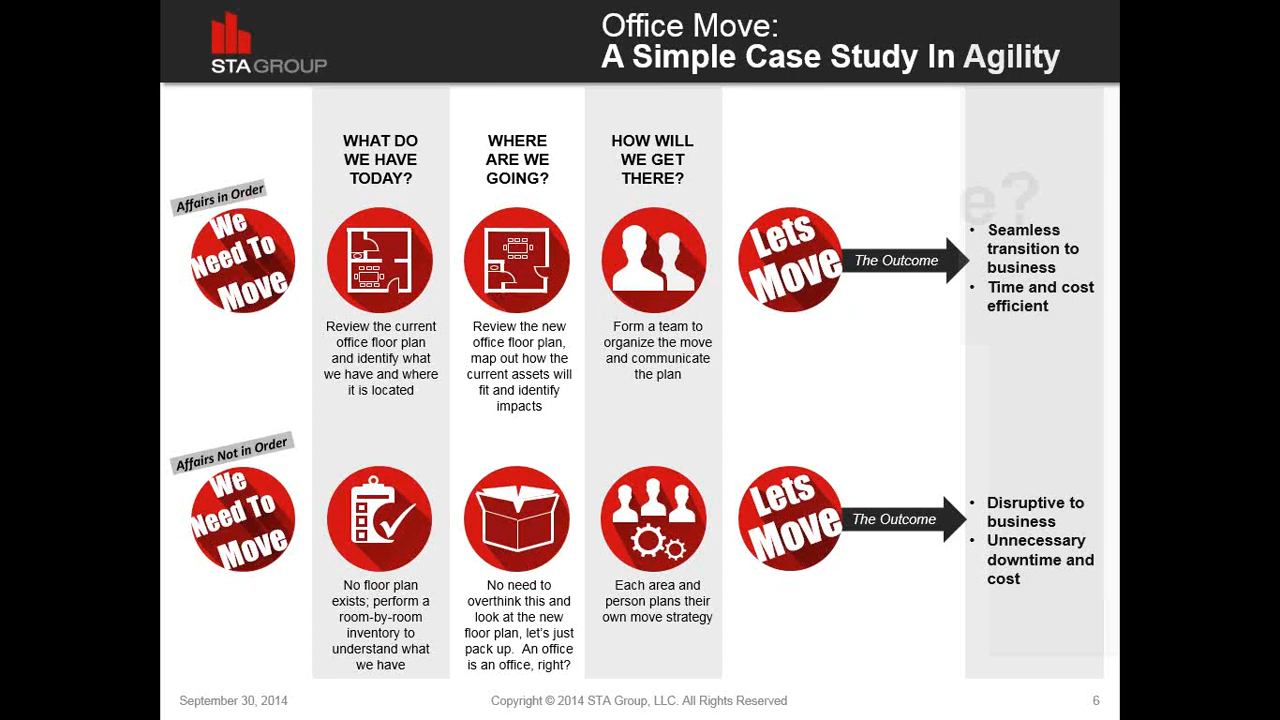 STA GROUP
Office Move:
A Simple Case Study In Agility
WHAT DO
WE HAVE
TODAY?
WHERE
ARE WE
GOING?
HOW WILL
WE GET
THERE?
Affairs in Order
We
Need To
Move
Review the current
office floor plan
and identify what
we have and where
it is located
Review the new
office floor plan,
map out how the
current assets will
fit and identify
impacts
Form a team to
organize the move
and communicate
the plan
Lets
Move
The Outcome
e?
• Seamless
transition to
business
• Time and cost
efficient
Affairs Not in Order
We
Need To
Move
No floor plan
exists; perform a
room-by-room
inventory to
understand what
we have
No need to
overthink this and
look at the new
floor plan, let's just
pack up.  An office
is an office, right?
Each area and
person plans their
own move strategy
Lets
Move
The Outcome
• Disruptive to
business
• Unnecessary
downtime and
cost
September 30, 2014
Copyright © 2014 STA Group, LLC. All Rights Reserved
6